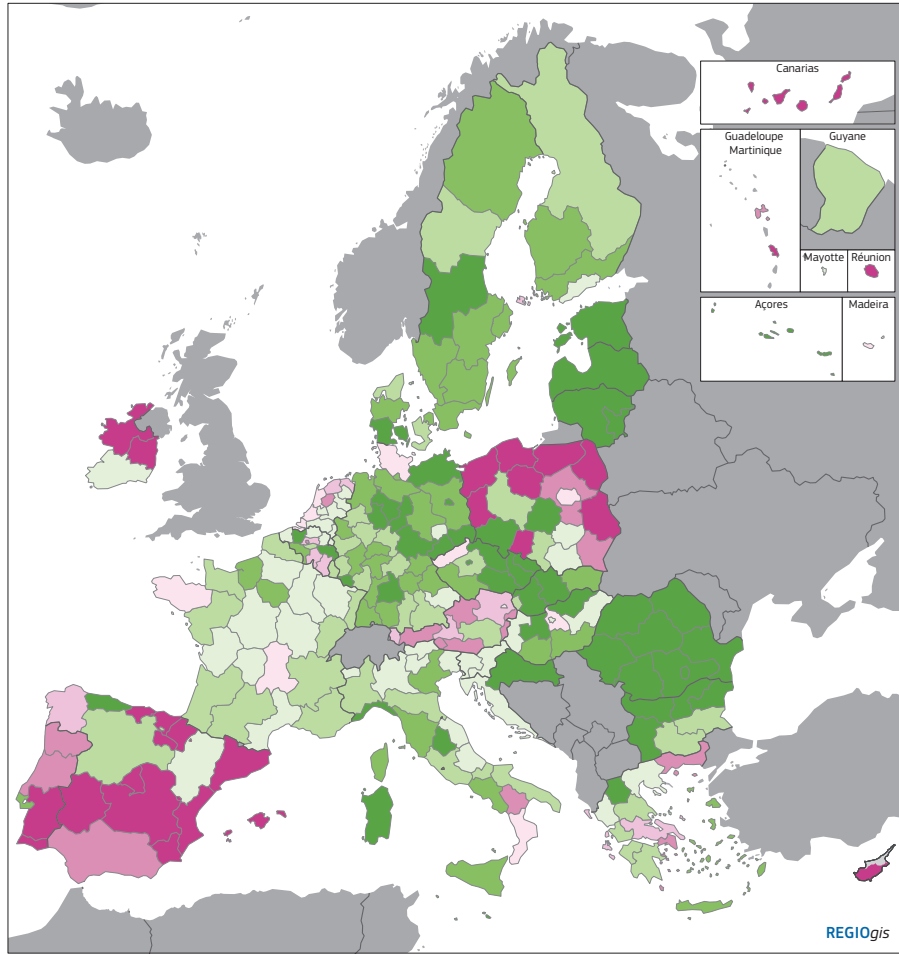 Canarias
Guadeloupe
Martinique
Guyane
Mayotte
Réunion
Açores
Madeira
REGIOgis